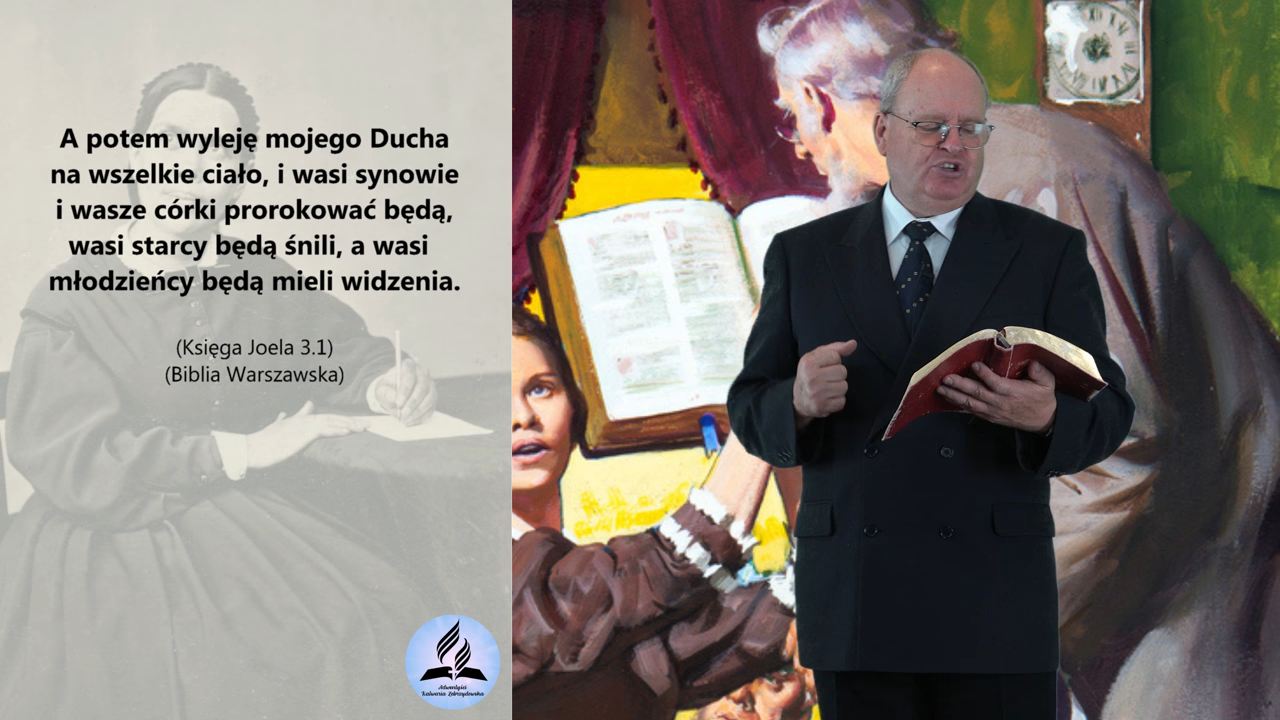 A potem wyleję mojego Ducha
na wszelkie ciało, i wasi synowie
i wasze córki prorokować będą,
wasi starcy będą śnili, a wasi
młodzieńcy będą mieli widzenia.
(Księga Joela 3.1)
(Biblia Warszawska)
Adwentyści
Kalwaria Zebrzydowska